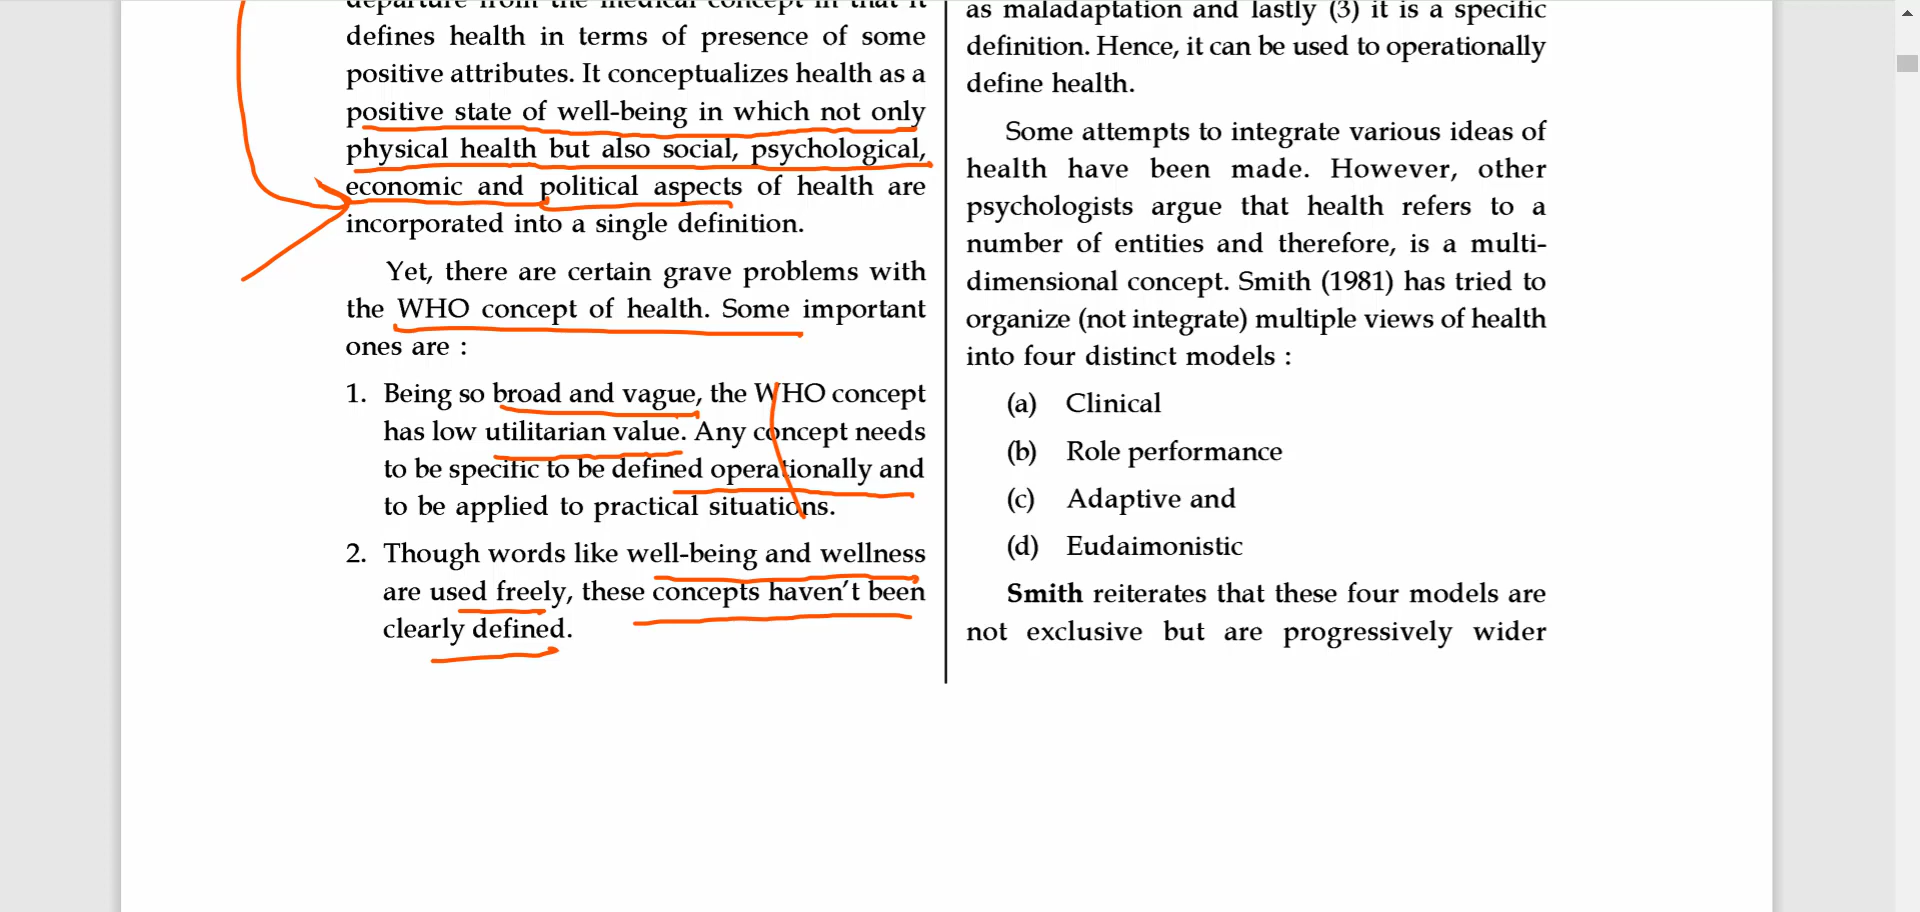 departure from the medical concept in that it
defines health in terms of presence of some
positive attributes. It conceptualizes health as a
positive state of well-being in which not only
physical health but also social, psychological,
economic and political aspects of health are
incorporated into a single definition.
Yet, there are certain grave problems with
the WHO concept of health. Some important
ones are :
1. Being so broad and vague, the WHO concept
has low utilitarian value. Any concept needs
to be specific to be defined operationally and
to be applied to practical situations.
2. Though words like well-being and wellness
are used freely, these concepts haven't been
clearly defined.
as maladaptation and lastly (3) it is a specific
definition. Hence, it can be used to operationally
define health.
Some attempts to integrate various ideas of
health have been made. However, other
psychologists argue that health refers to a
number of entities and therefore, is a multi-
dimensional concept. Smith (1981) has tried to
organize (not integrate) multiple views of health
into four distinct models :
(a) Clinical
(b) Role performance
(c) Adaptive and
(d) Eudaimonistic
Smith reiterates that these four models are
not exclusive but are progressively wider